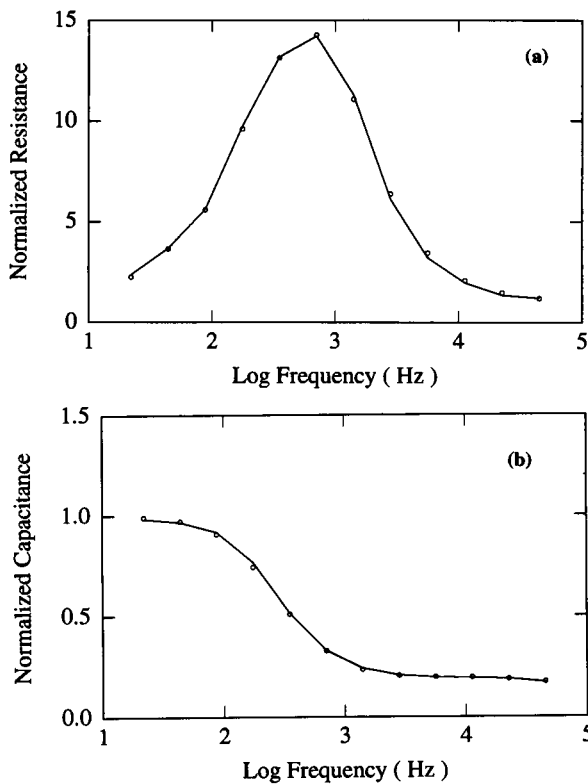 15
(a)
10
5
0
Normalized Resistance
1 2 3 4 5
Log Frequency ( Hz )
1.5
(b)
1.0
0.5
0.0
Normalized Capacitance
1 2 3 4 5
Log Frequency ( Hz )